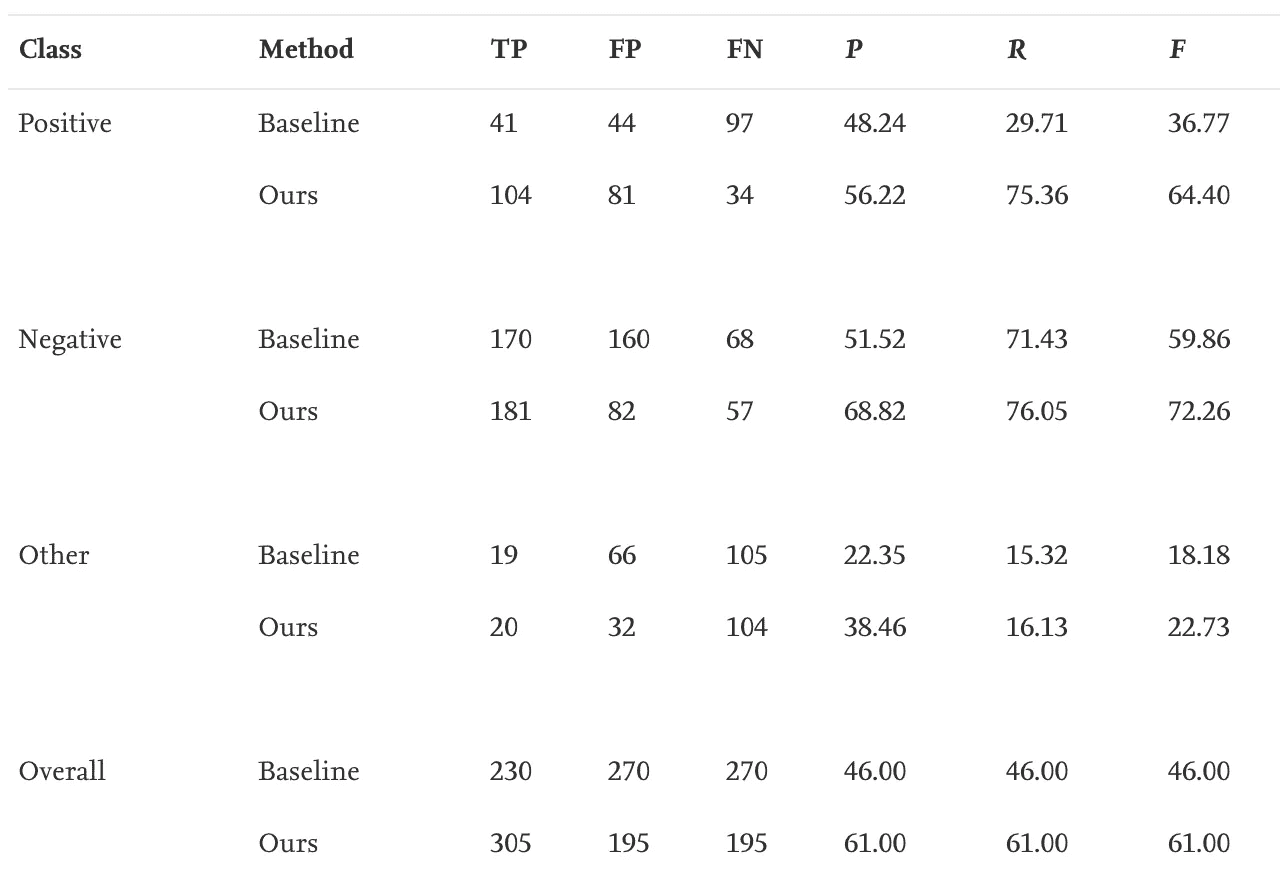 Class Method TP FP FN P R F
Positive Baseline 41 44 97 48.24 29.71 36.77
Ours 104 81 34 56.22 75.36 64.40
Negative Baseline 170 160 68 51.52 71.43 59.86
Ours 181 82 57 68.82 76.05 72.26
Other Baseline 19 66 105 22.35 15.32 18.18
Ours 20 32 104 38.46 16.13 22.73
Overall Baseline 230 270 270 46.00 46.00 46.00
Ours 305 195 195 61.00 61.00 61.00